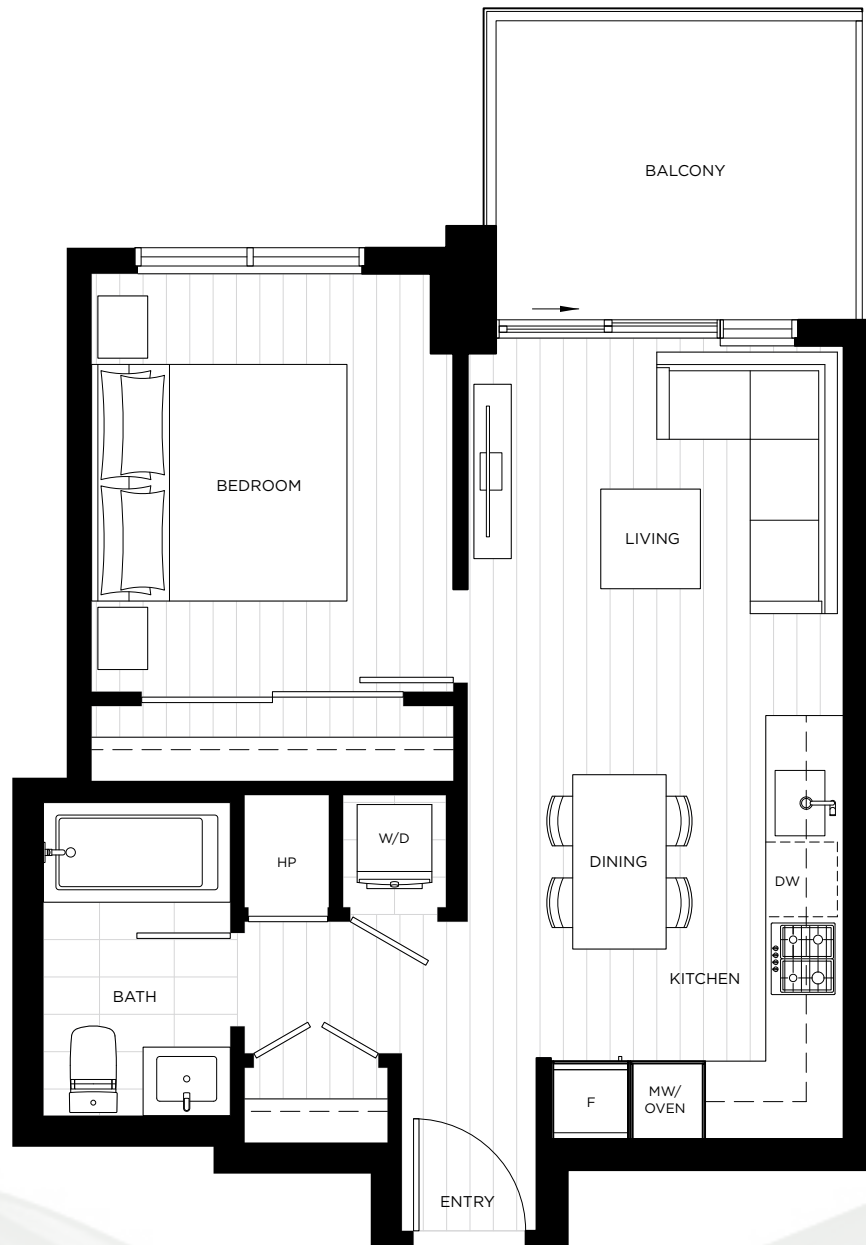 BALCONY
BEDROOM
LIVING
W/D
HP
DINING
DW
KITCHEN
BATH
F
MW/
OVEN
ENTRY